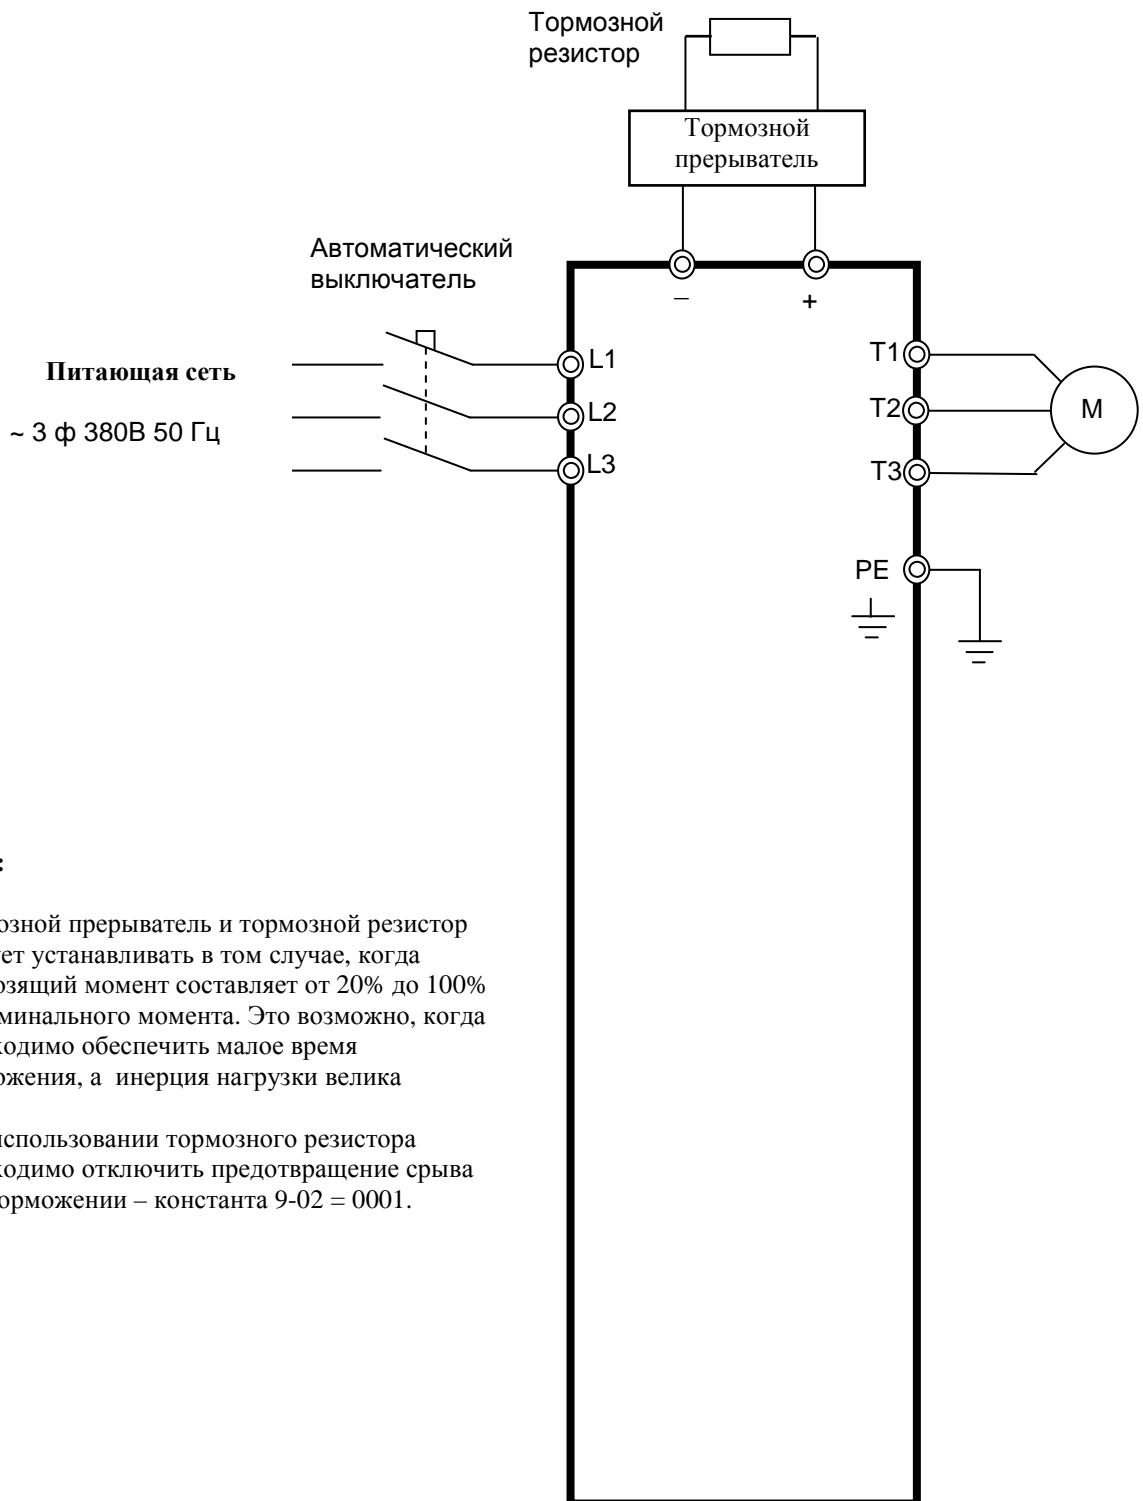 Тормозной
резистор
Тормозной
прерыватель
Автоматический
выключатель
– +
L1
T1
Питающая сеть
L2
T2
M
~ 3 ф 380В 50 Гц
L3
T3
PE
:
озной прерыватель и тормозной резистор
ует устанавливать в том случае, когда
озящий момент составляет от 20% до 100%
минального момента. Это возможно, когда
ходимо обеспечить малое время
ожения, а инерция нагрузки велика
использовании тормозного резистора
ходимо отключить предотвращение срыва
орможении – константа 9-02 = 0001.